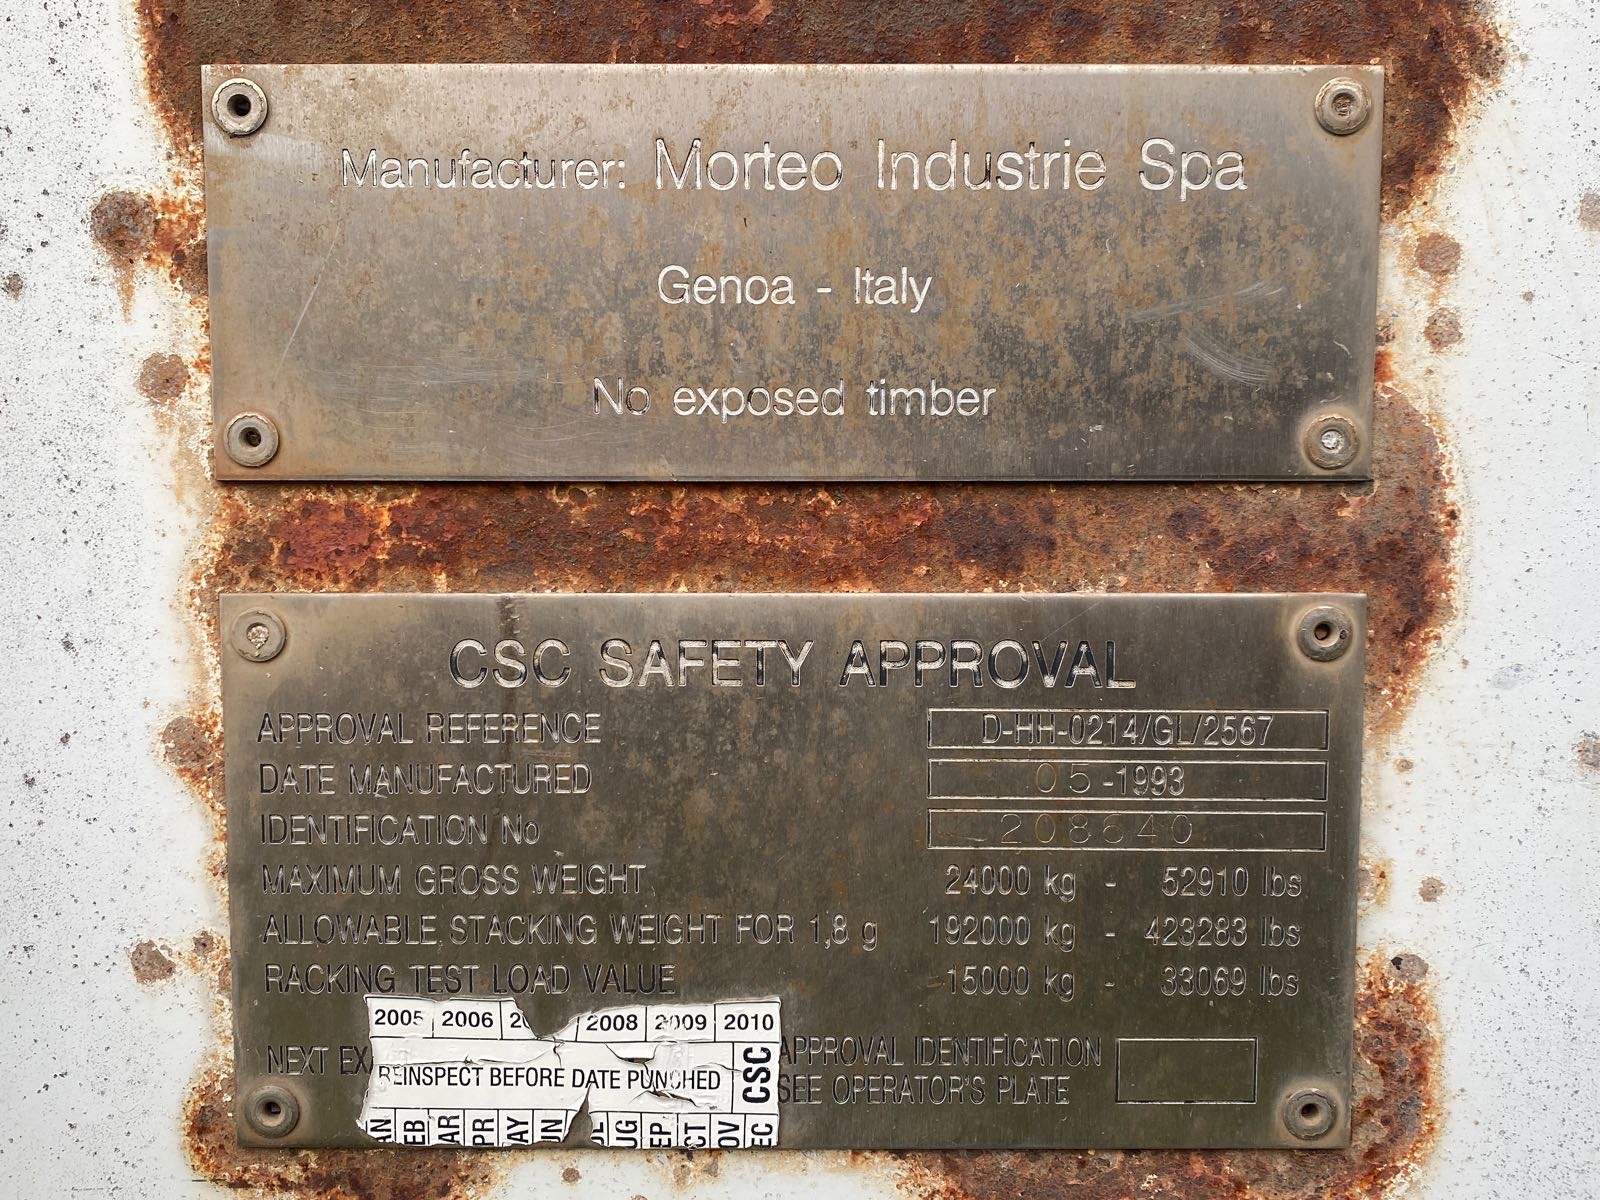 Manufacturer: Morteo Industrie Spa
Genoa - Italy
No exposed timber
CSC SAFETY APPROVAL
APPROVAL REFERENCE D-HH-0214/GL/2567
DATE MANUFACTURED 05-1993
IDENTIFICATION No 208640
MAXIMUM GROSS WEIGHT 24000 kg - 52910 lbs
ALLOWABLE STACKING WEIGHT FOR 1,8 g 192000 kg - 423283 lbs
RACKING TEST LOAD VALUE 15000 kg - 33069 lbs
2005 2006 2008 2009 2010
NEXT EX
REINSPECT BEFORE DATE PUNCHED CSC
APPROVAL IDENTIFICATION
SEE OPERATOR'S PLATE